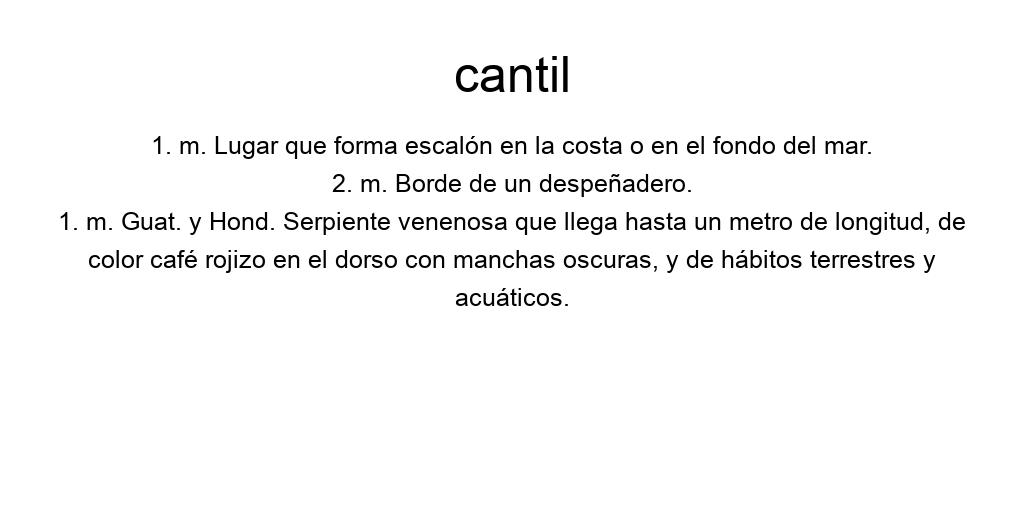 cantil
1. m. Lugar que forma escalón en la costa o en el fondo del mar.
2. m. Borde de un despeñadero.
1. m. Guat. y Hond. Serpiente venenosa que llega hasta un metro de longitud, de
color café rojizo en el dorso con manchas oscuras, y de hábitos terrestres y
acuáticos.